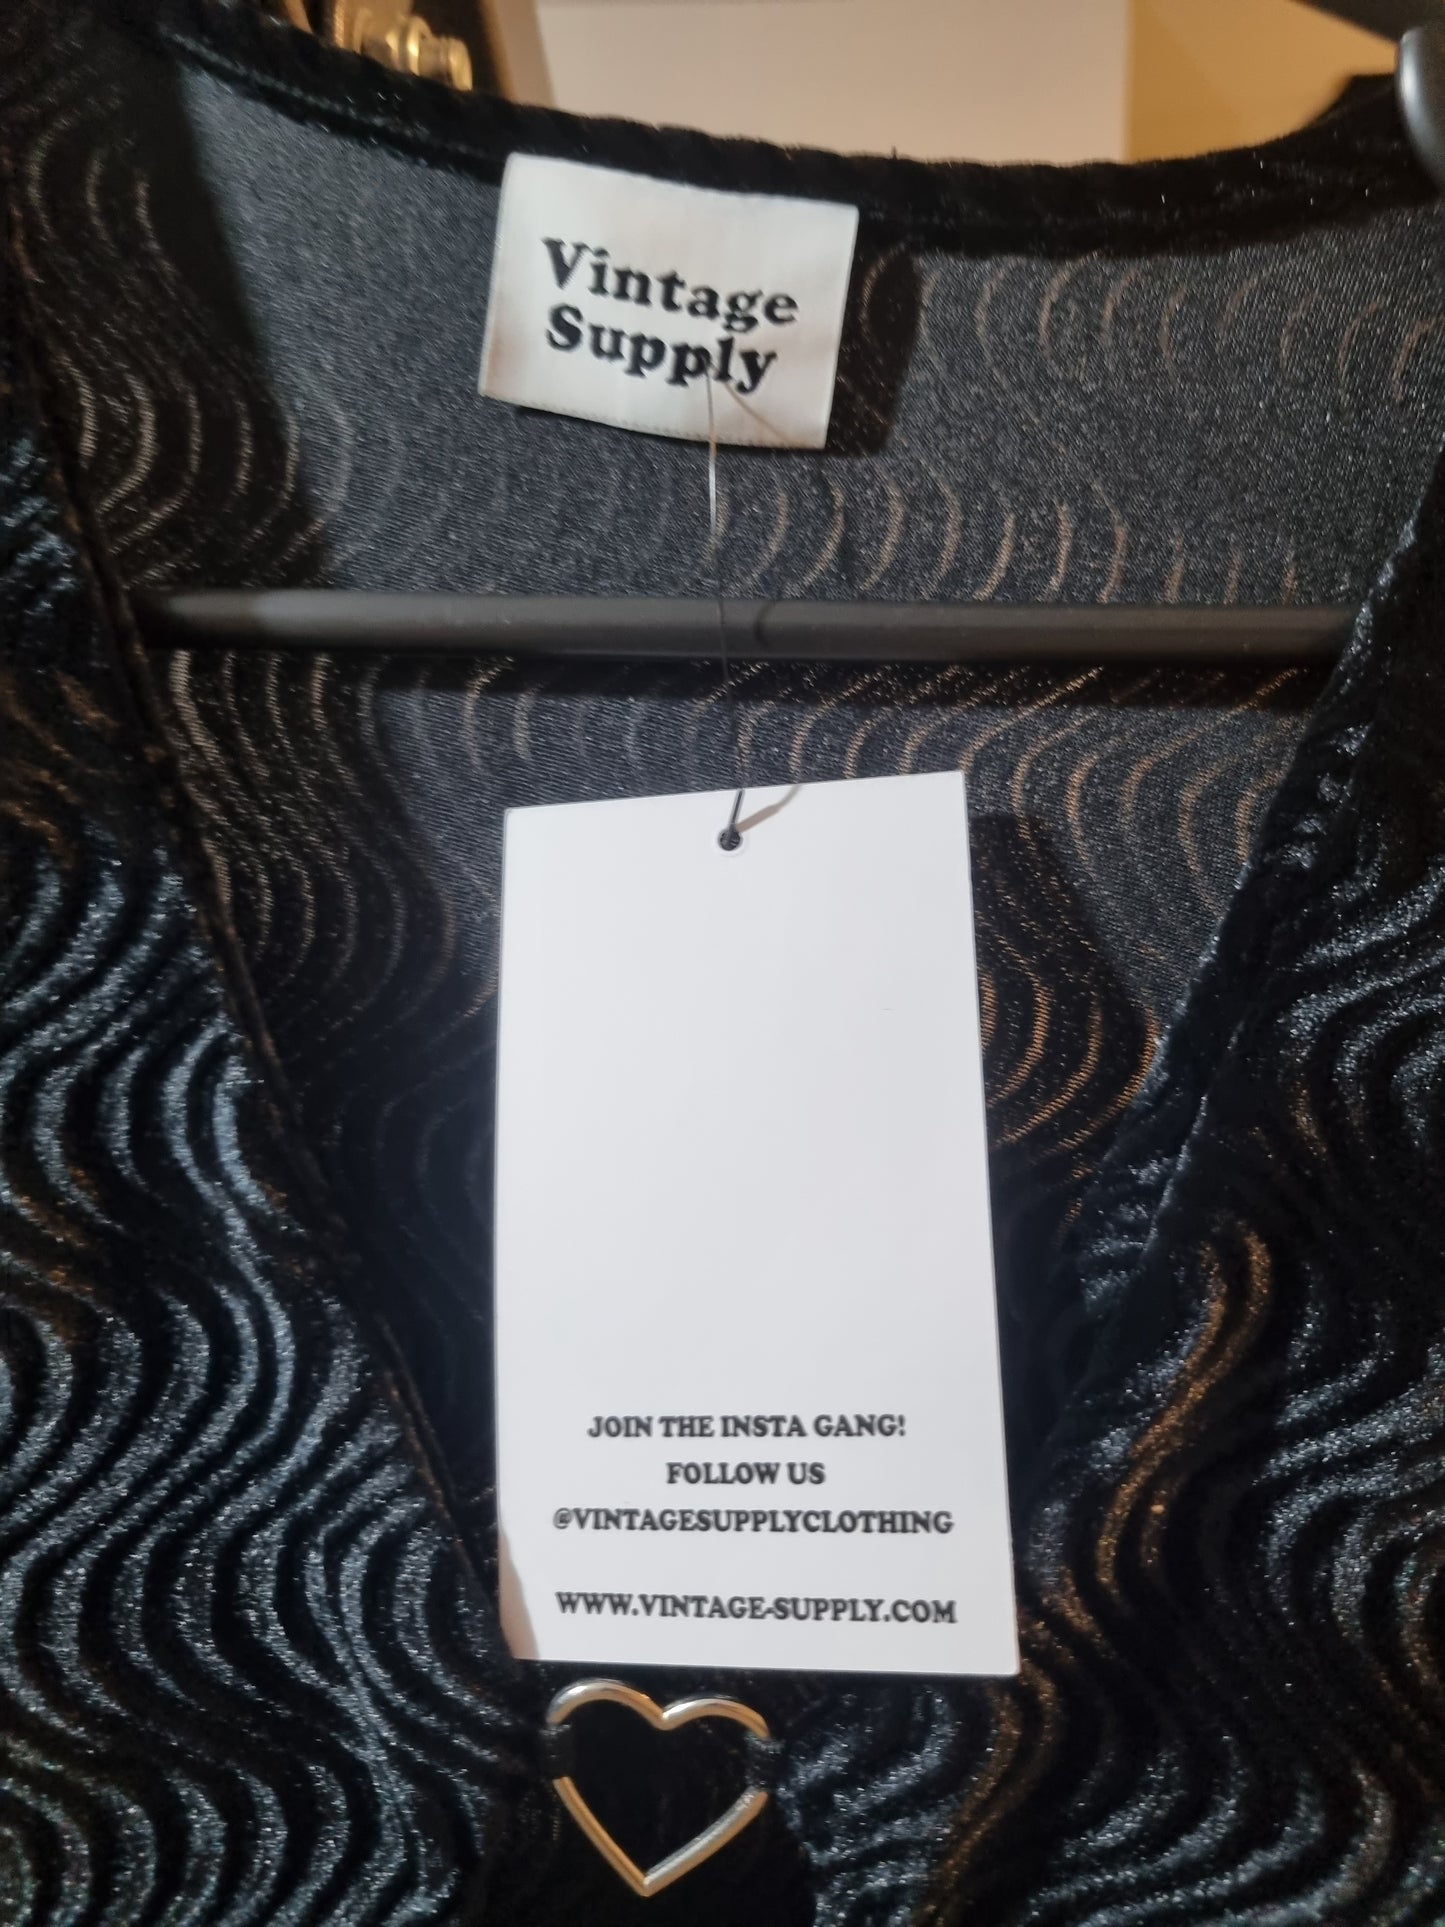 Vintage
Supply
JOIN THE INSTA GANG!
FOLLOW US
@VINTAGESUPPLYCLOTHING
WWW.VINTAGE-SUPPLY.COM